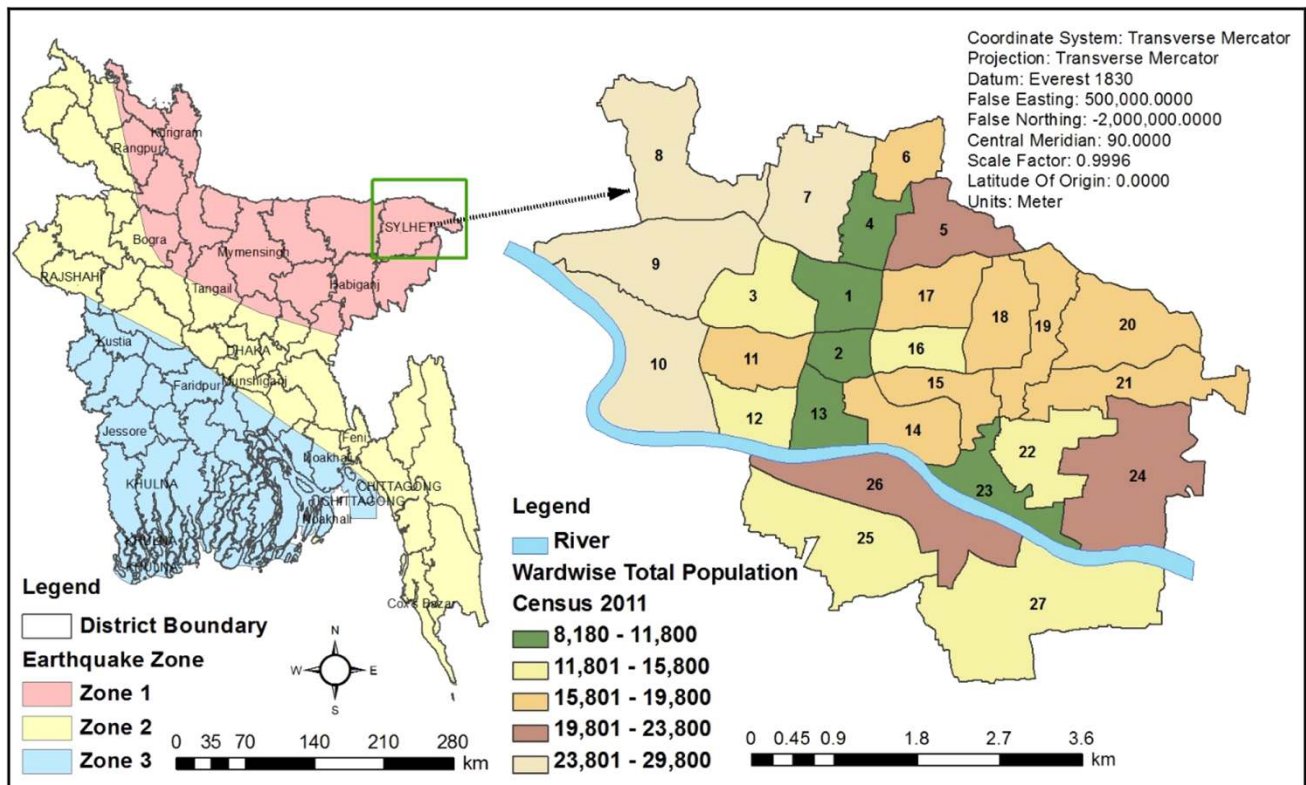 Coordinate System: Transverse Mercator
Projection: Transverse Mercator
Datum: Everest 1830
False Easting: 500,000.0000
False Northing: -2,000,000.0000
Central Meridian: 90.0000
Scale Factor: 0.9996
Latitude Of Origin: 0.0000
Units: Meter
Kurigram
Rangpur
SYLHET
Bogra
Mymensingh
RAJSHAHI
Tangail
Habiganj
Kustia
DHAKA
Munshiganj
Faridpur
Jessore
Feni
Noakhali
CHITTAGONG
CHITTAGONG
KHULNA
Noakhali
KHULNA
KHULNA
Cox's Bazar
Legend
District Boundary
Earthquake Zone
Zone 1
Zone 2
Zone 3
N
W E
S
0 35 70 140 210 280
km
8
6
7
4
5
9
3
1
17
18
19
20
10
11
2
16
15
21
12
13
14
22
26
23
24
25
27
Legend
River
Wardwise Total Population
Census 2011
8,180 - 11,800
11,801 - 15,800
15,801 - 19,800
19,801 - 23,800
23,801 - 29,800
0 0.45 0.9 1.8 2.7 3.6
km